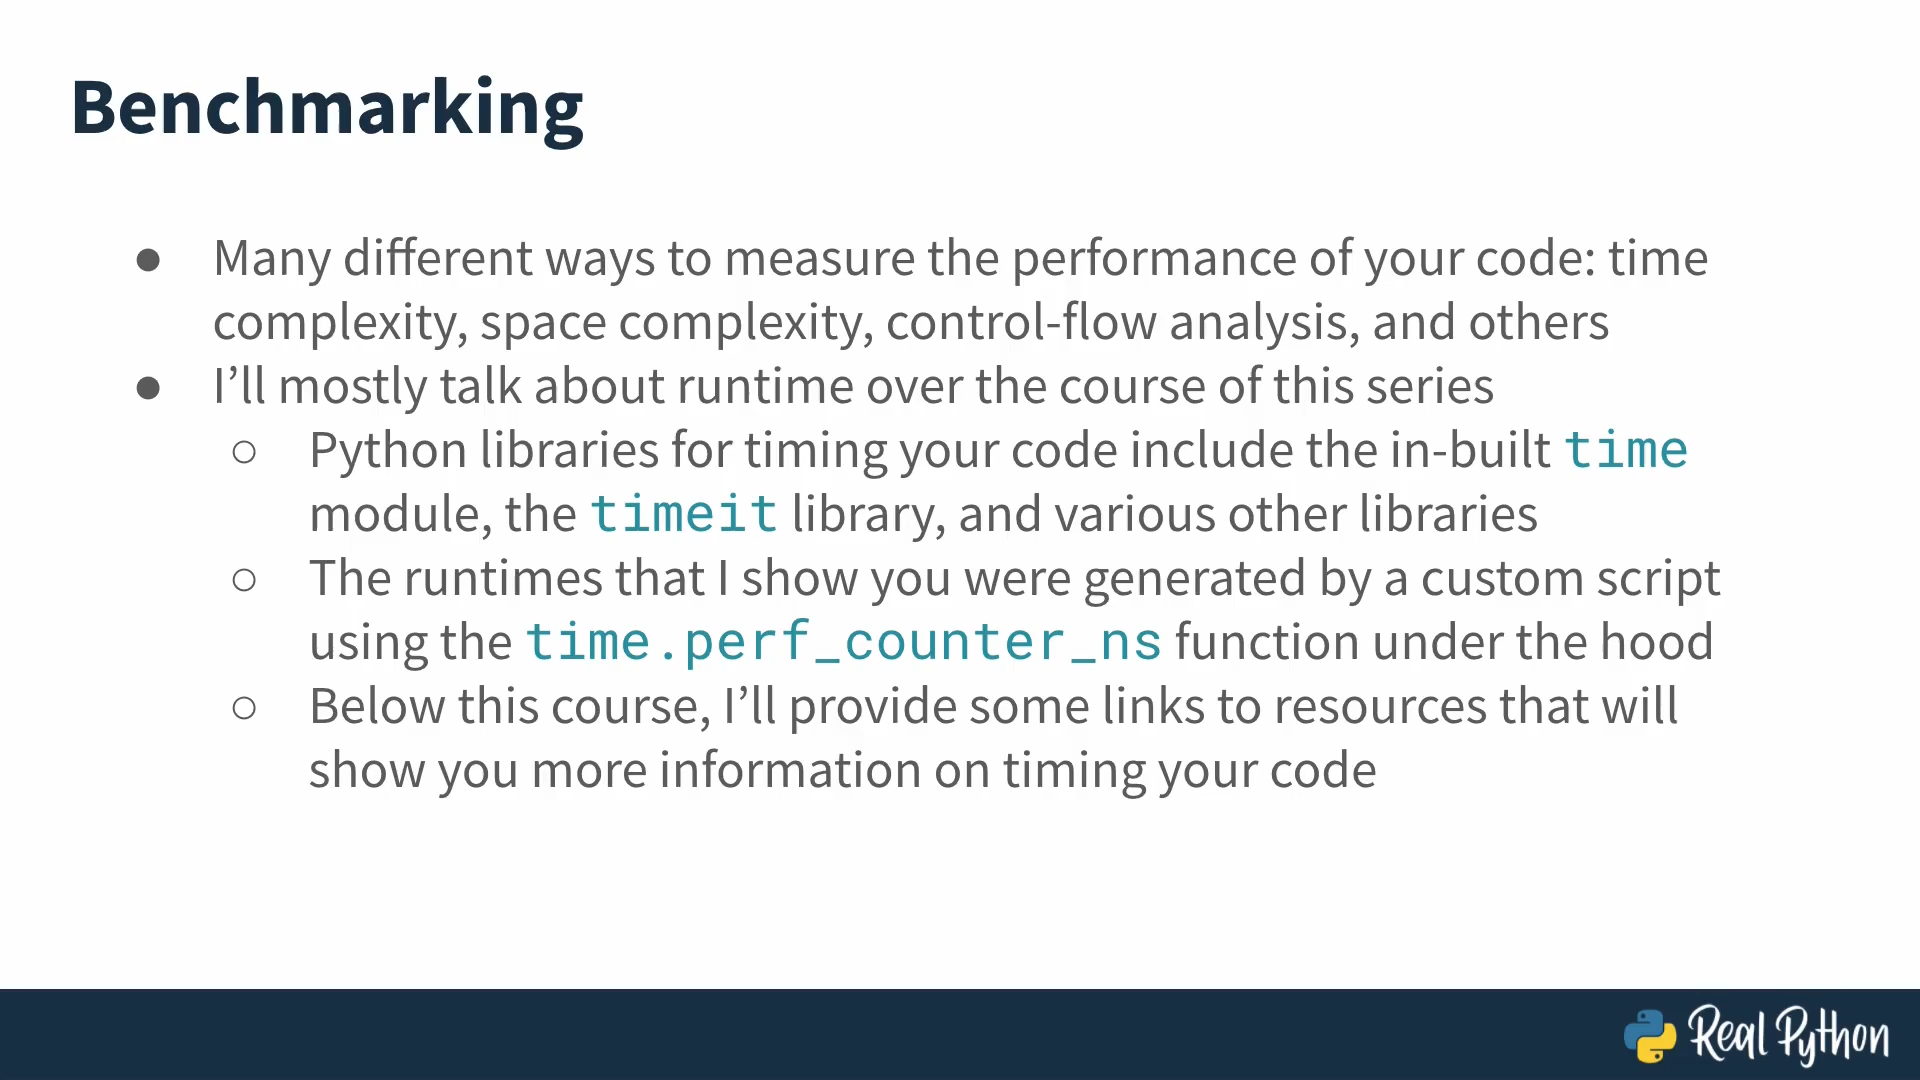 Benchmarking
● Many different ways to measure the performance of your code: time
complexity, space complexity, control-flow analysis, and others
● I’ll mostly talk about runtime over the course of this series
○ Python libraries for timing your code include the in-built time
module, the timeit library, and various other libraries
○ The runtimes that I show you were generated by a custom script
using the time.perf_counter_ns function under the hood
○ Below this course, I’ll provide some links to resources that will
show you more information on timing your code
Real Python